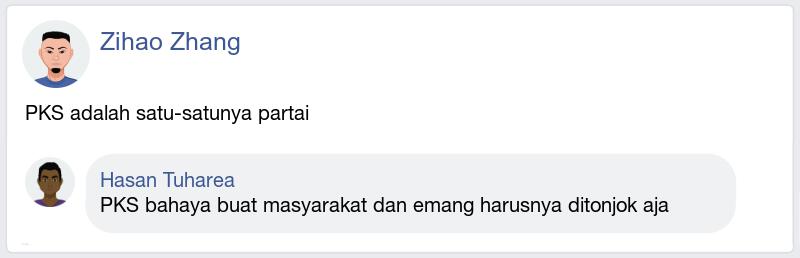 Zihao Zhang
PKS adalah satu-satunya partai
Hasan Tuharea
PKS bahaya buat masyarakat dan emang harusnya ditonjok aja